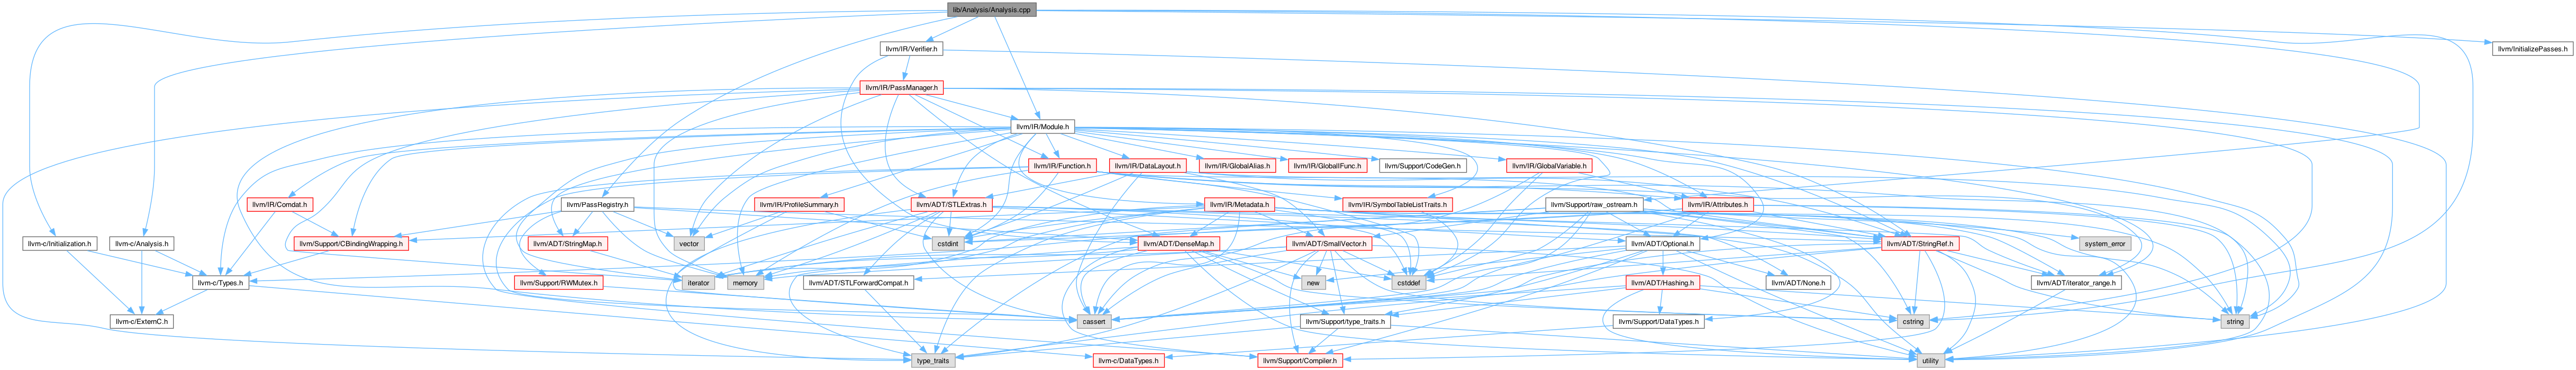 lib/Analysis/Analysis.cpp
llvm/IR/Verifier.h
llvm/InitializePasses.h
llvm/IR/PassManager.h
llvm/IR/Module.h
llvm/IR/Function.h
llvm/IR/DataLayout.h
llvm/IR/GlobalAlias.h
llvm/IR/GlobalIFunc.h
llvm/Support/CodeGen.h
llvm/IR/GlobalVariable.h
llvm/IR/Comdat.h
llvm/PassRegistry.h
llvm/IR/ProfileSummary.h
llvm/ADT/STLExtras.h
llvm/IR/Metadata.h
llvm/IR/SymbolTableListTraits.h
llvm/Support/raw_ostream.h
llvm/IR/Attributes.h
llvm-c/Initialization.h
llvm-c/Analysis.h
llvm/Support/CBindingWrapping.h
llvm/ADT/StringMap.h
vector
cstdint
llvm/ADT/DenseMap.h
llvm/ADT/SmallVector.h
llvm/ADT/Optional.h
llvm/ADT/StringRef.h
system_error
llvm-c/Types.h
llvm/Support/RWMutex.h
iterator
memory
llvm/ADT/STLForwardCompat.h
new
cstddef
llvm/ADT/Hashing.h
llvm/ADT/None.h
llvm/ADT/iterator_range.h
llvm-c/ExternC.h
cassert
llvm/Support/type_traits.h
llvm/Support/DataTypes.h
cstring
string
type_traits
llvm-c/DataTypes.h
llvm/Support/Compiler.h
utility